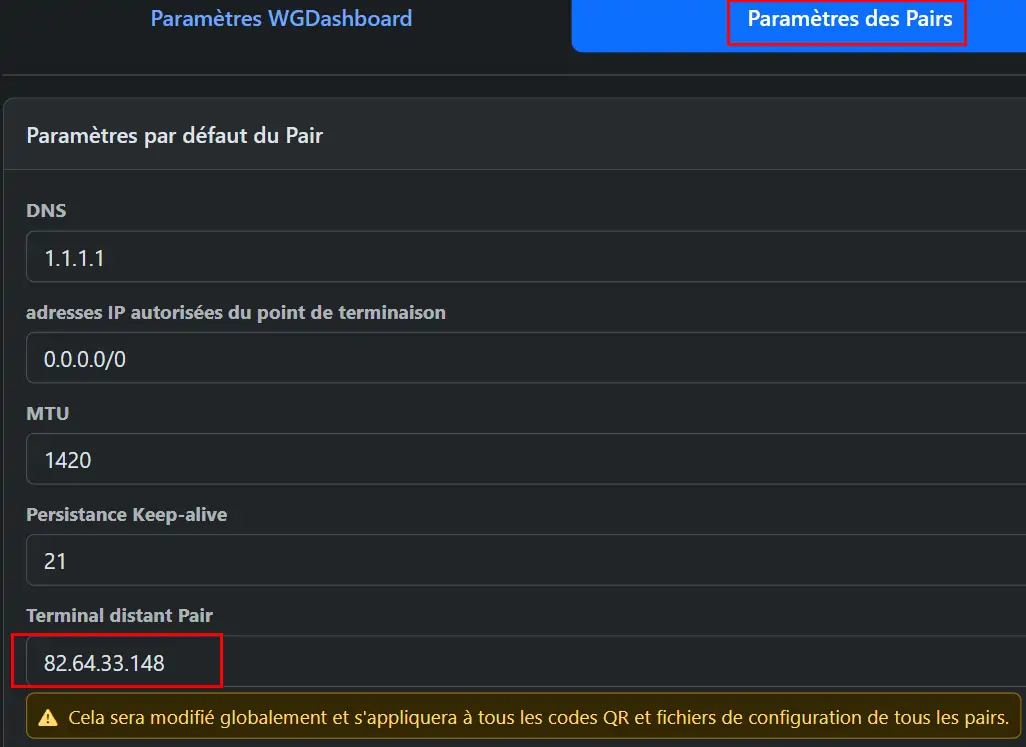 Paramètres WGDashboard
Paramètres des Pairs
Paramètres par défaut du Pair
DNS
1.1.1.1
adresses IP autorisées du point de terminaison
0.0.0.0/0
MTU
1420
Persistance Keep-alive
21
Terminal distant Pair
82.64.33.148
Cela sera modifié globalement et s'appliquera à tous les codes QR et fichiers de configuration de tous les pairs.